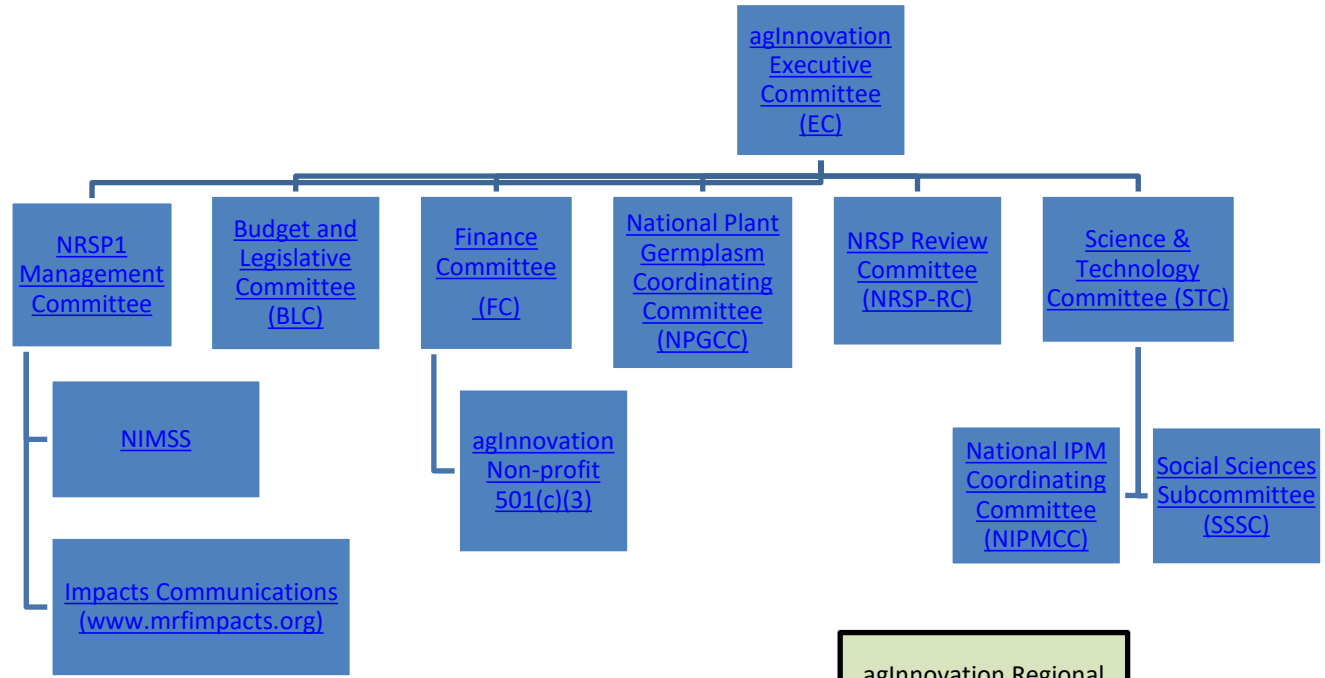 agInnovation
Executive
Committee
(EC)
NRSP1
Management
Committee
Budget and
Legislative
Committee
(BLC)
Finance
Committee
(FC)
National Plant
Germplasm
Coordinating
Committee
(NPGCC)
NRSP Review
Committee
(NRSP-RC)
Science &
Technology
Committee (STC)
NIMSS
Impacts Communications
(www.mrfimpacts.org)
agInnovation
Non-profit
501(c)(3)
National IPM
Coordinating
Committee
(NIPMCC)
Social Sciences
Subcommittee
(SSSC)
agInnovation Regional